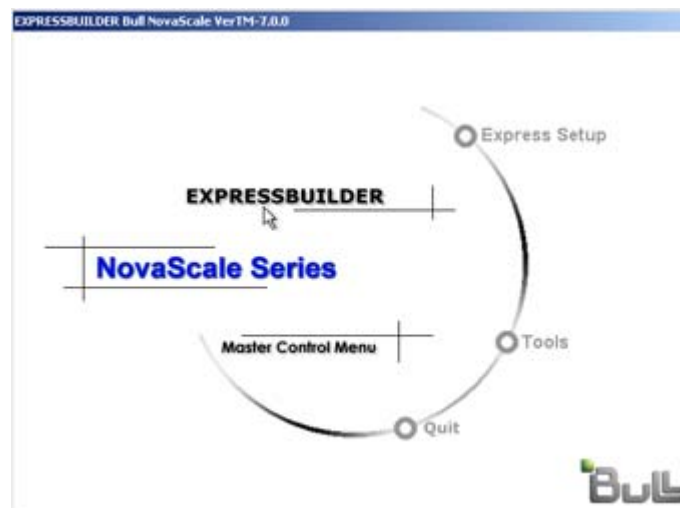 EXPRESSBUILDER Bull NovaScale VerTM-7.0.0
Express Setup
EXPRESSBUILDER
NovaScale Series
Master Control Menu
Tools
Quit
Bull